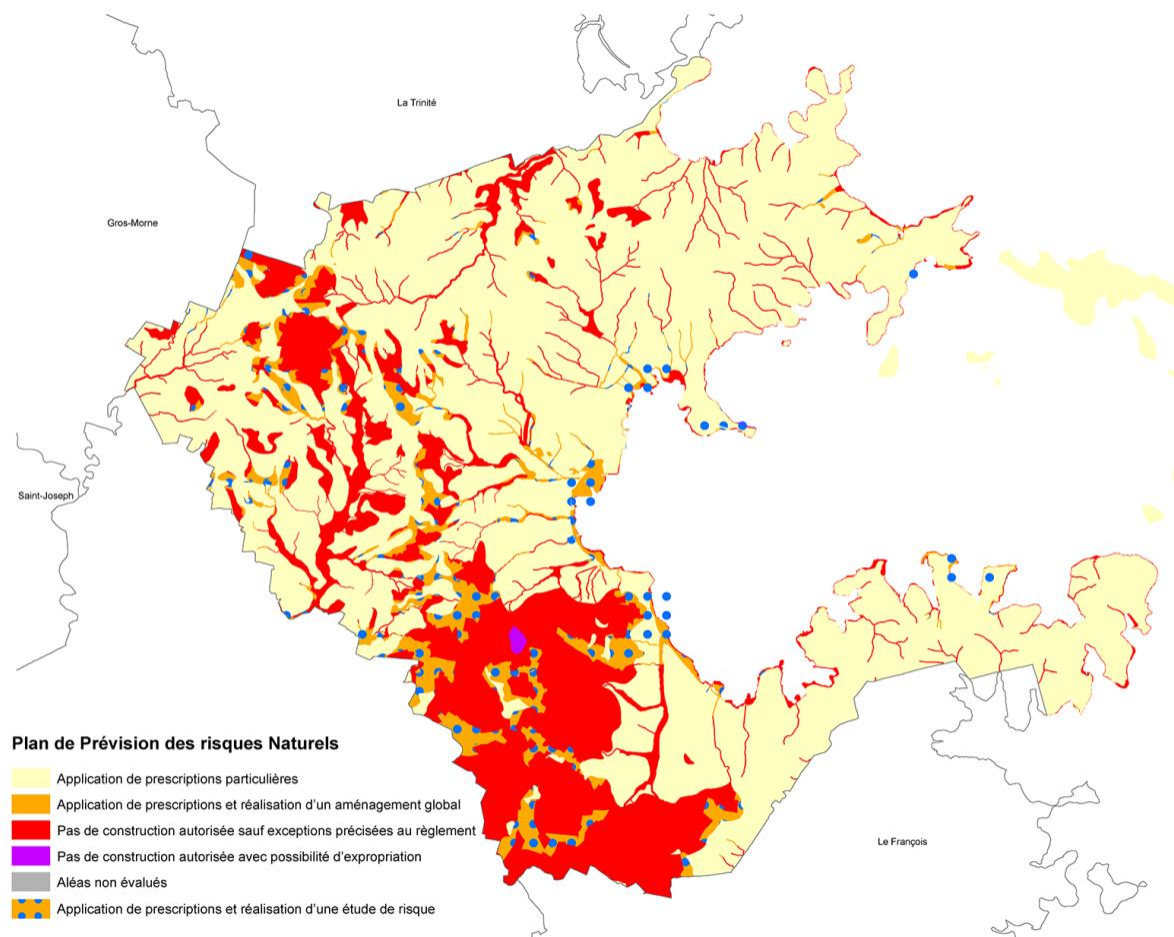 La Trinité
Gros-Morne
Saint-Joseph
Le François
Plan de Prévision des risques Naturels
Application de prescriptions particulières
Application de prescriptions et réalisation d'un aménagement global
Pas de construction autorisée sauf exceptions précisées au règlement
Pas de construction autorisée avec possibilité d'expropriation
Aléas non évalués
Application de prescriptions et réalisation d'une étude de risque